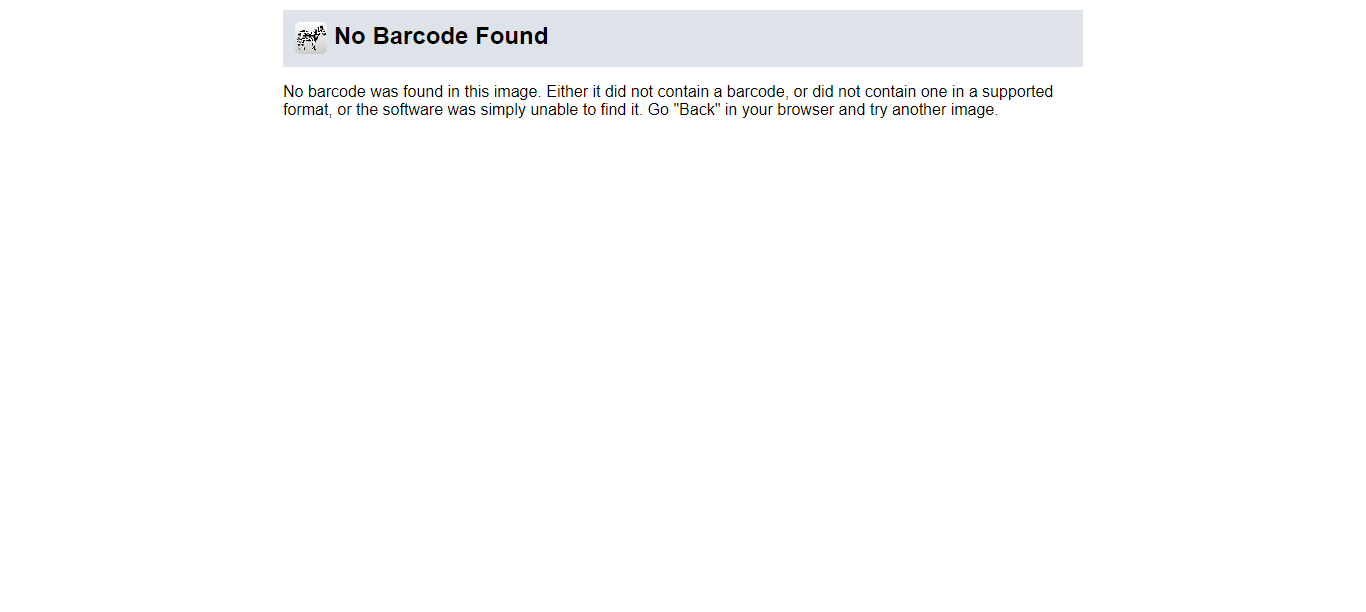 No Barcode Found
No barcode was found in this image. Either it did not contain a barcode, or did not contain one in a supported
format, or the software was simply unable to find it. Go "Back" in your browser and try another image.